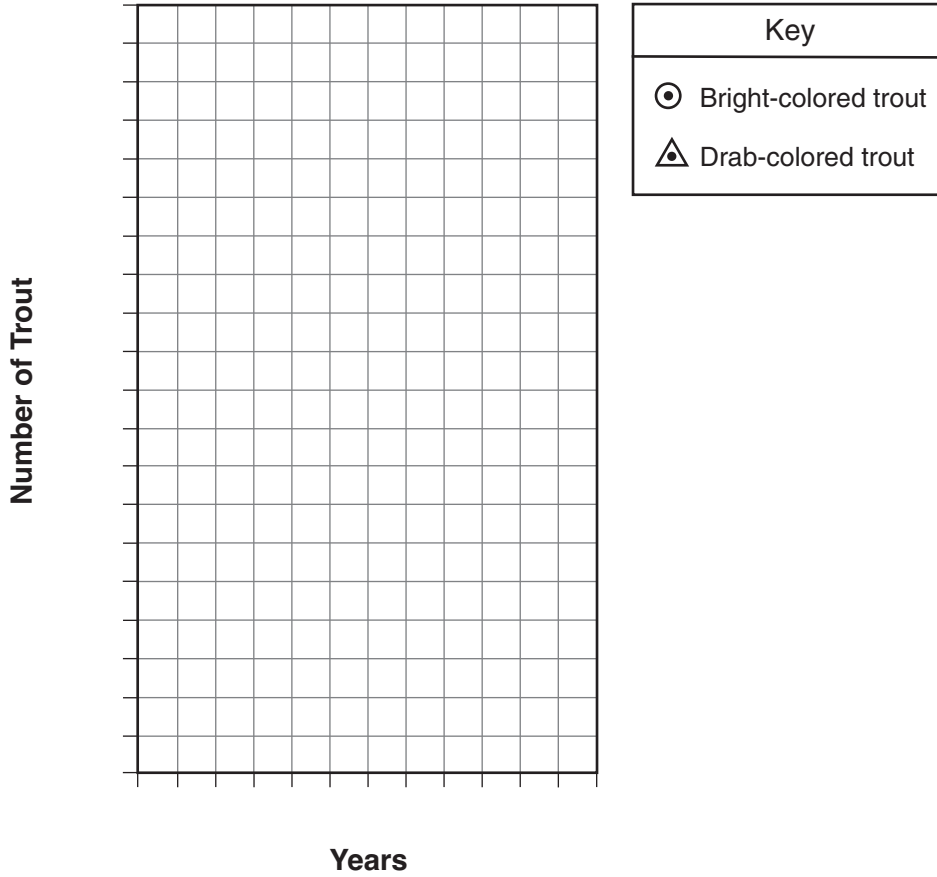 Key
Bright-colored trout
Drab-colored trout
Number of Trout
Years